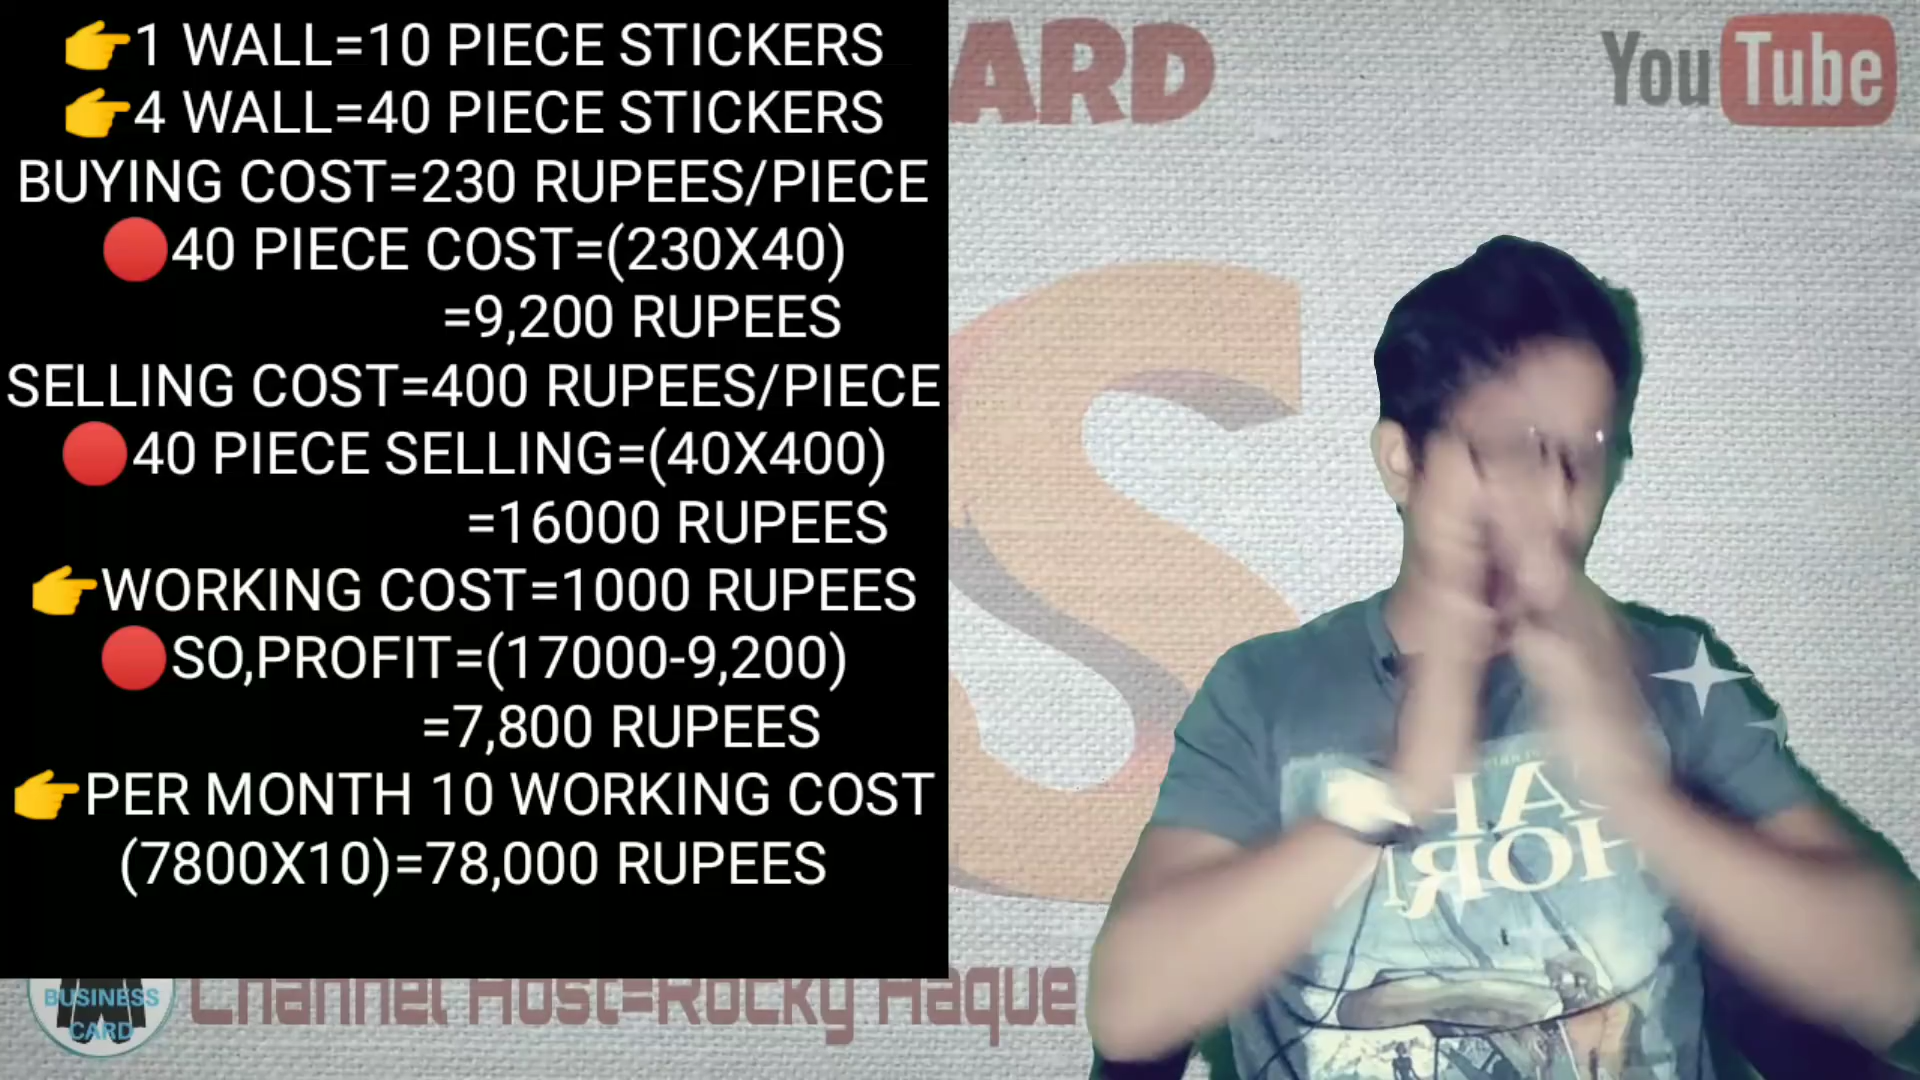 👉1 WALL=10 PIECE STICKERS
👉4 WALL=40 PIECE STICKERS
BUYING COST=230 RUPEES/PIECE
🔴40 PIECE COST=(230X40)
=9,200 RUPEES
SELLING COST=400 RUPEES/PIECE
🔴40 PIECE SELLING=(40X400)
=16000 RUPEES
👉WORKING COST=1000 RUPEES
🔴SO,PROFIT=(17000-9,200)
=7,800 RUPEES
👉PER MONTH 10 WORKING COST
(7800X10)=78,000 RUPEES
ARD
YouTube
S
BUSINESS
CARD
Channel Host=Rocky Haque